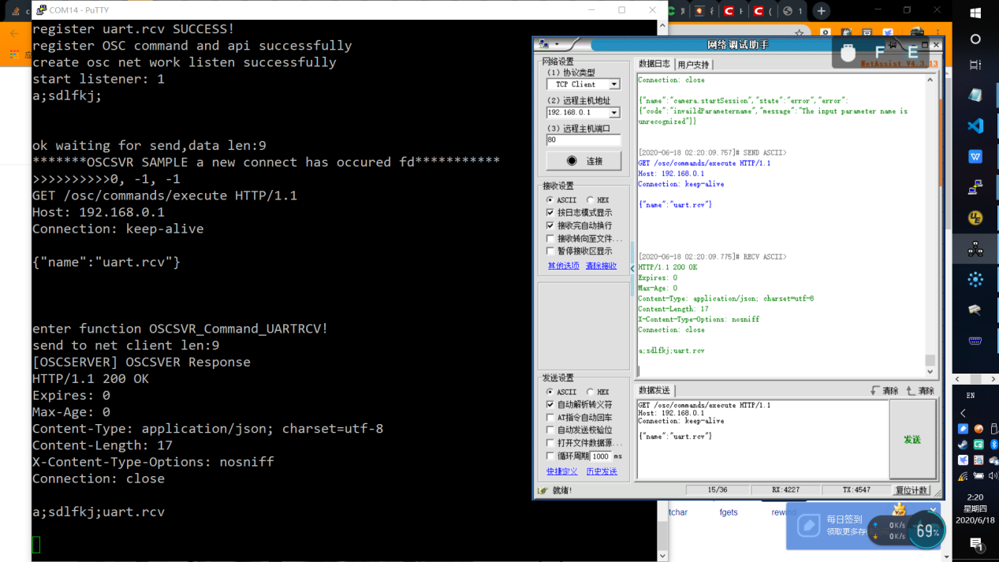 COM14 - PuTTY
register uart.rcv SUCCESS!
register OSC command and api successfully
create osc net work listen successfully
start listener: 1
a;sdlfkj;
ok waiting for send,data len:9
*******OSCSVR SAMPLE a new connect has occured fd***********
>>>>>>>>>>0, -1, -1
GET /osc/commands/execute HTTP/1.1
Host: 192.168.0.1
Connection: keep-alive
{"name":"uart.rcv"}
enter function OSCSVR_Command_UARTRCV!
send to net client len:9
[OSCSERVER] OSCSVER Response
HTTP/1.1 200 OK
Expires: 0
Max-Age: 0
Content-Type: application/json; charset=utf-8
Content-Length: 17
X-Content-Type-Options: nosniff
Connection: close
a;sdlfkj;uart.rcv
网络调试助手
F E
NetAssist V4.3.13
网络设置
(1) 协议类型
TCP Client
(2) 远程主机地址
192.168.0.1
(3) 远程主机端口
80
连接
接收设置
ASCII HEX
按日志模式显示
接收完自动换行
接收转向至文件...
暂停接收区显示
其他选项 清除接收
发送设置
ASCII HEX
自动解析转义符
AT指令自动回车
自动发送校验位
打开文件数据源...
循环周期 1000 ms
快捷定义 历史发送
数据日志 用户支持
Connection: close
{"name":"camera.startSession","state":"error","error":
{"code":"invaildParametername","message":"The input parameter name is
unrecognized"}}
[2020-06-18 02:20:09.757]# SEND ASCII>
GET /osc/commands/execute HTTP/1.1
Host: 192.168.0.1
Connection: keep-alive
{"name":"uart.rcv"}
[2020-06-18 02:20:09.775]# RECV ASCII>
HTTP/1.1 200 OK
Expires: 0
Max-Age: 0
Content-Type: application/json; charset=utf-8
Content-Length: 17
X-Content-Type-Options: nosniff
Connection: close
a;sdlfkj;uart.rcv
数据发送 清除 清除
GET /osc/commands/execute HTTP/1.1
Host: 192.168.0.1
Connection: keep-alive
{"name":"uart.rcv"}
发送
就绪! 15/36 RX:4227 TX:4547 复位计数
tchar fgets rewind
每日签到
领取更多存
0K/s
0K/s
69%
EN
2:20
星期四
2020/6/18
1